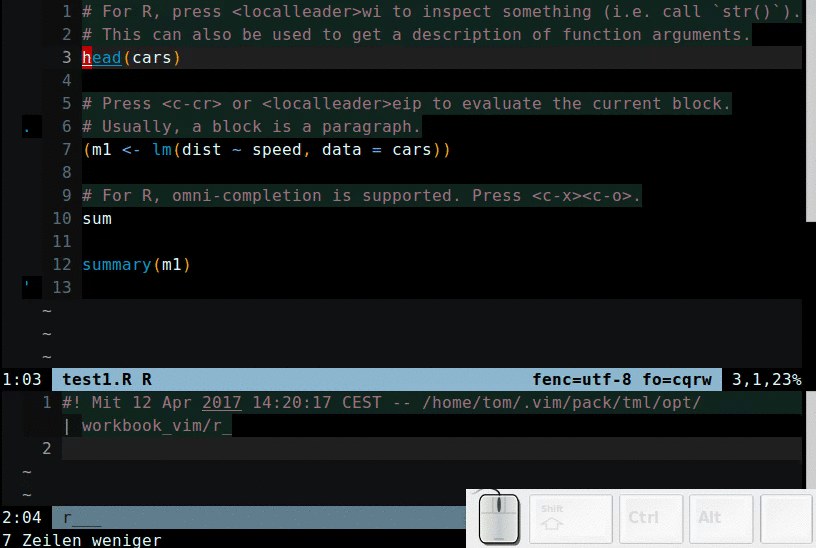 1 # For R, press <localleader>wi to inspect something (i.e. call `str()`).
2 # This can also be used to get a description of function arguments.
3 head(cars)
4
5 # Press <c-cr> or <localleader>eip to evaluate the current block.
. 6 # Usually, a block is a paragraph.
7 (m1 <- lm(dist ~ speed, data = cars))
8
9 # For R, omni-completion is supported. Press <c-x><c-o>.
10 sum
11
12 summary(m1)
' 13
~
~
~
1:03 test1.R R fenc=utf-8 fo=cqrw 3,1,23%
1 #! Mit 12 Apr 2017 14:20:17 CEST -- /home/tom/.vim/pack/tml/opt/
| workbook_vim/r_
2
~
~
2:04 r___
7 Zeilen weniger
Shift
Ctrl
Alt